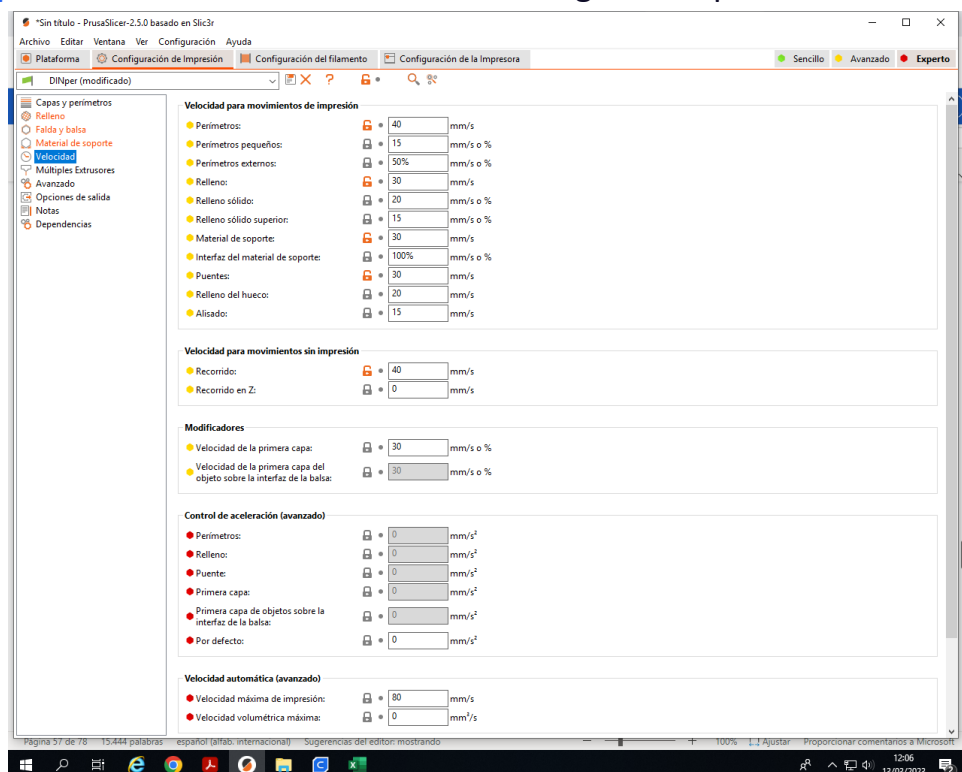 *Sin título - PrusaSlicer-2.5.0 basado en Slic3r
Archivo Editar Ventana Ver Configuración Ayuda
Plataforma Configuración de Impresión Configuración del filamento Configuración de la Impresora Sencillo Avanzado Experto
DINper (modificado)
Capas y perímetros
Relleno
Falda y balsa
Material de soporte
Velocidad
Múltiples Extrusores
Avanzado
Opciones de salida
Notas
Dependencias
Velocidad para movimientos de impresión
Perímetros: 40 mm/s
Perímetros pequeños: 15 mm/s o %
Perímetros externos: 50% mm/s o %
Relleno: 30 mm/s
Relleno sólido: 20 mm/s o %
Relleno sólido superior: 15 mm/s o %
Material de soporte: 30 mm/s
Interfaz del material de soporte: 100% mm/s o %
Puentes: 30 mm/s
Relleno del hueco: 20 mm/s
Alisado: 15 mm/s
Velocidad para movimientos sin impresión
Recorrido: 40 mm/s
Recorrido en Z: 0 mm/s
Modificadores
Velocidad de la primera capa: 30 mm/s o %
Velocidad de la primera capa del
objeto sobre la interfaz de la balsa: 30 mm/s o %
Control de aceleración (avanzado)
Perímetros: 0 mm/s²
Relleno: 0 mm/s²
Puente: 0 mm/s²
Primera capa: 0 mm/s²
Primera capa de objetos sobre la
interfaz de la balsa: 0 mm/s²
Por defecto: 0 mm/s²
Velocidad automática (avanzado)
Velocidad máxima de impresión: 80 mm/s
Velocidad volumétrica máxima: 0 mm³/s
Página 57 de 78 15.444 palabras español (alfab. internacional) Sugerencias del editor: mostrando 100% Ajustar Proporcionar comentarios a Microsoft
12:06